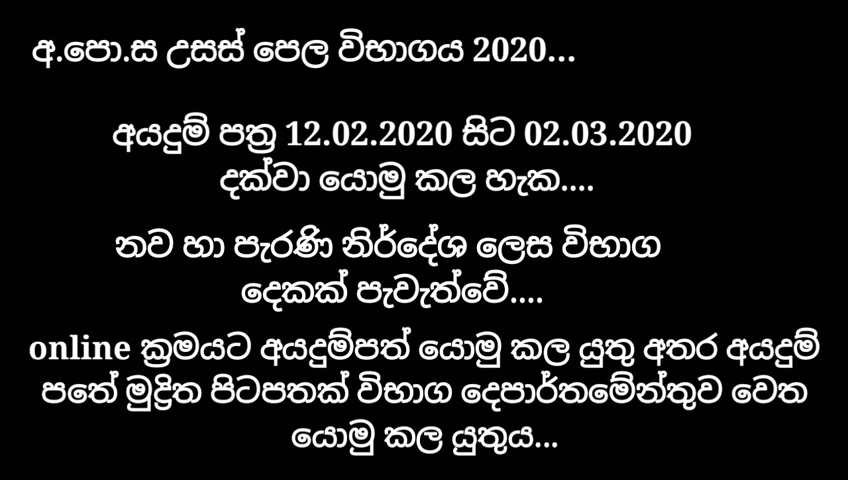 අ.පො.ස උසස් පෙල විභාගය 2020...
අයදුම් පත්‍ර 12.02.2020 සිට 02.03.2020
දක්වා යොමු කල හැක....
නව හා පැරණි නිර්දේශ ලෙස විභාග
දෙකක් පැවැත්වේ....
online ක්‍රමයට අයදුම්පත් යොමු කල යුතු අතර අයදුම්
පතේ මුද්‍රිත පිටපතක් විභාග දෙපාර්තමේන්තුව වෙත
යොමු කල යුතුය...